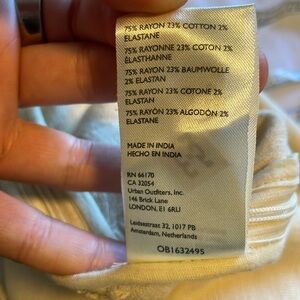 75% RAYON 23% COTTON 2%
ELASTANE
75% RAYONNE 23% COTON 2%
ÉLASTHANNE
75% RAYON 23% BAUMWOLLE
2% ELASTAN
75% RAYON 23% COTONE 2%
ELASTAN
75% RAYÓN 23% ALGODÓN 2%
ELASTANE
MADE IN INDIA
HECHO EN INDIA
RN 66170
CA 32054
Urban Outfitters, Inc.
146 Brick Lane
LONDON, E1 6RU
Leidsestraat 32, 1017 PB
Amsterdam, Netherlands
OB1632495